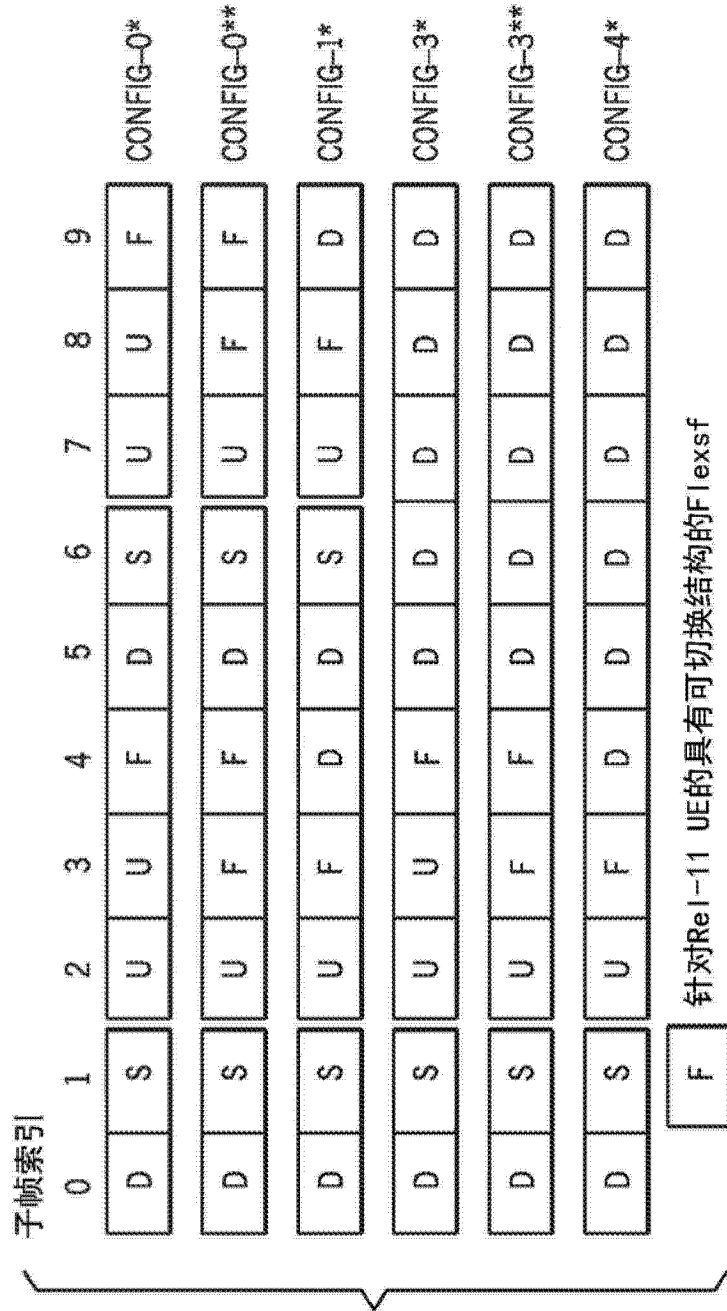 子帧索引
0 1 2 3 4 5 6 7 8 9
D S U U F D S U U F CONFIG-0*
D S U F F D S U F F CONFIG-0**
D S U F D D S U F D CONFIG-1*
D S U U F D D D D D CONFIG-3*
D S U F F D D D D D CONFIG-3**
D S U F D D D D D D CONFIG-4*
F 针对Rel-11 UE的具有可切换结构的Flexsf